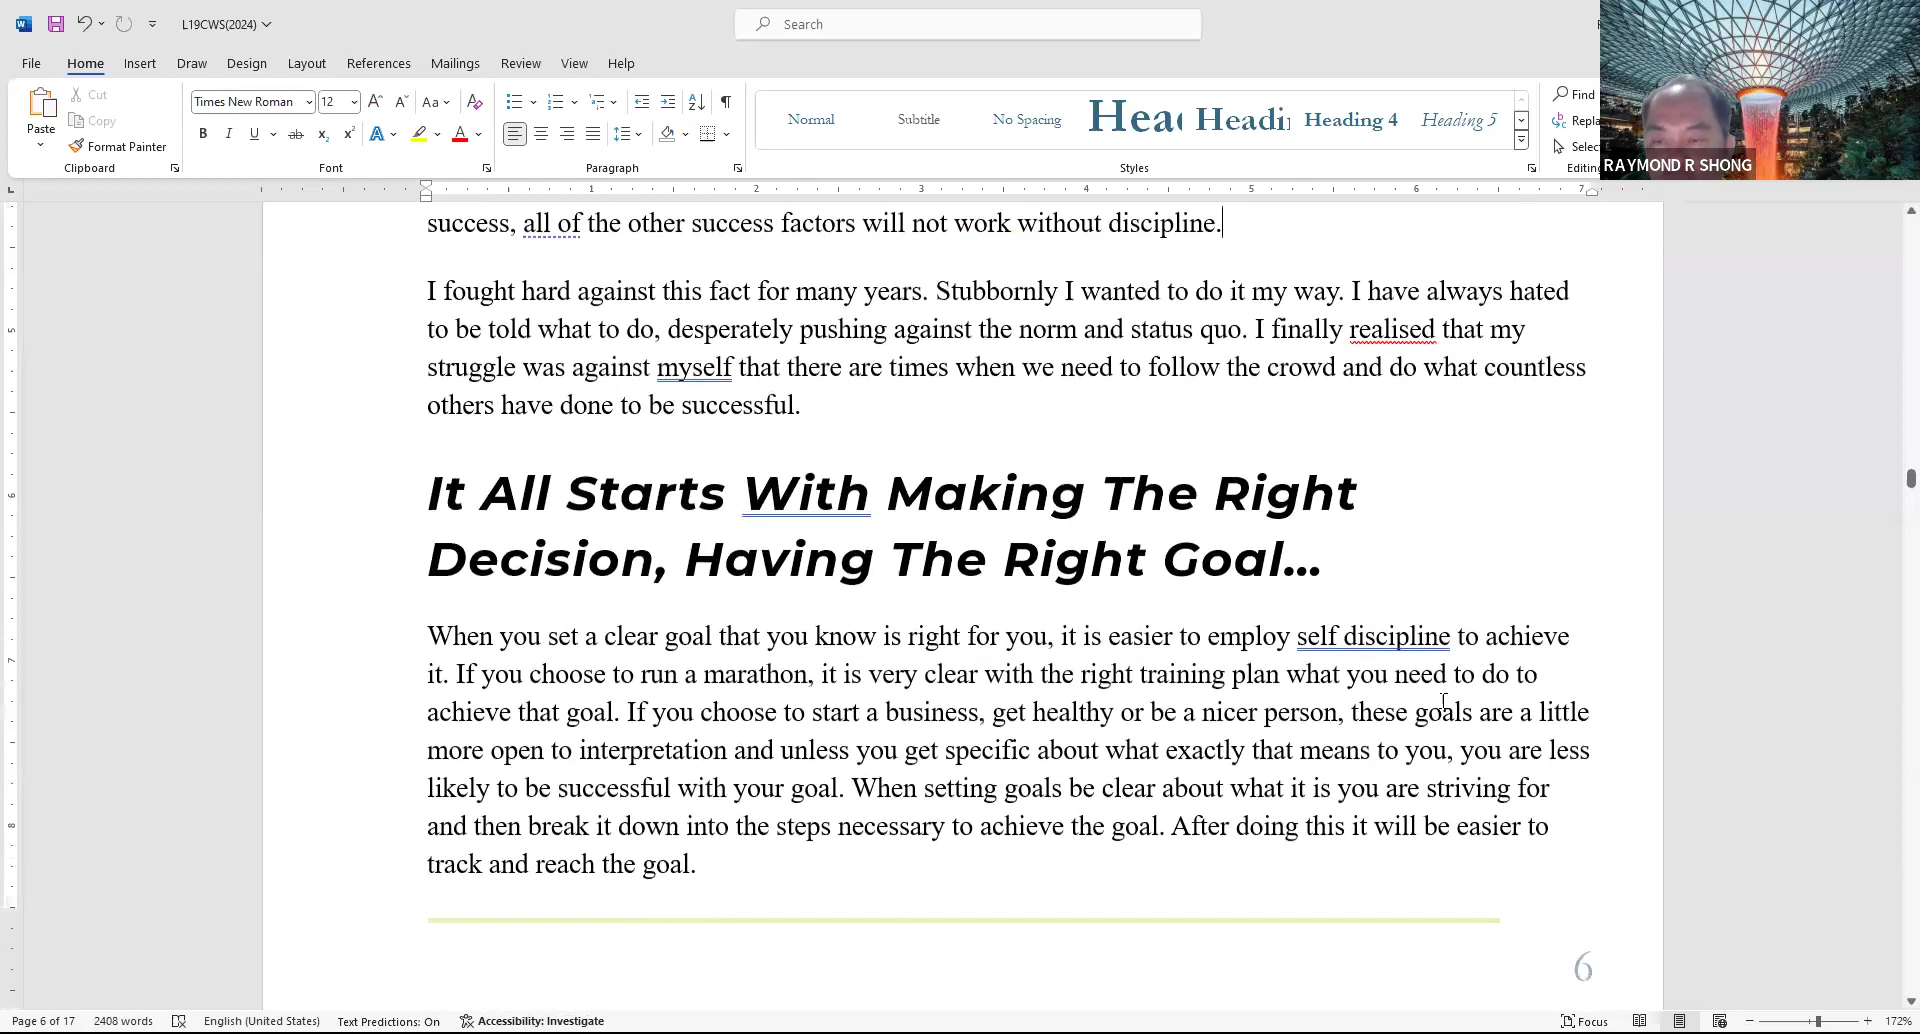 L19CWS(2024)
Search
File Home Insert Draw Design Layout References Mailings Review View Help
Paste
Cut
Copy
Format Painter
Clipboard
Times New Roman 12
Font
Paragraph
Normal Subtitle No Spacing Heading 4 Heading 5
Styles
Find
Editing
RAYMOND R SHONG
1 2 3 4 5 6 7
success, all of the other success factors will not work without discipline.
I fought hard against this fact for many years. Stubbornly I wanted to do it my way. I have always hated
to be told what to do, desperately pushing against the norm and status quo. I finally realised that my
struggle was against myself that there are times when we need to follow the crowd and do what countless
others have done to be successful.
It All Starts With Making The Right
Decision, Having The Right Goal...
When you set a clear goal that you know is right for you, it is easier to employ self discipline to achieve
it. If you choose to run a marathon, it is very clear with the right training plan what you need to do to
achieve that goal. If you choose to start a business, get healthy or be a nicer person, these goals are a little
more open to interpretation and unless you get specific about what exactly that means to you, you are less
likely to be successful with your goal. When setting goals be clear about what it is you are striving for
and then break it down into the steps necessary to achieve the goal. After doing this it will be easier to
track and reach the goal.
6
Page 6 of 17 2408 words English (United States) Text Predictions: On Accessibility: Investigate Focus 172%